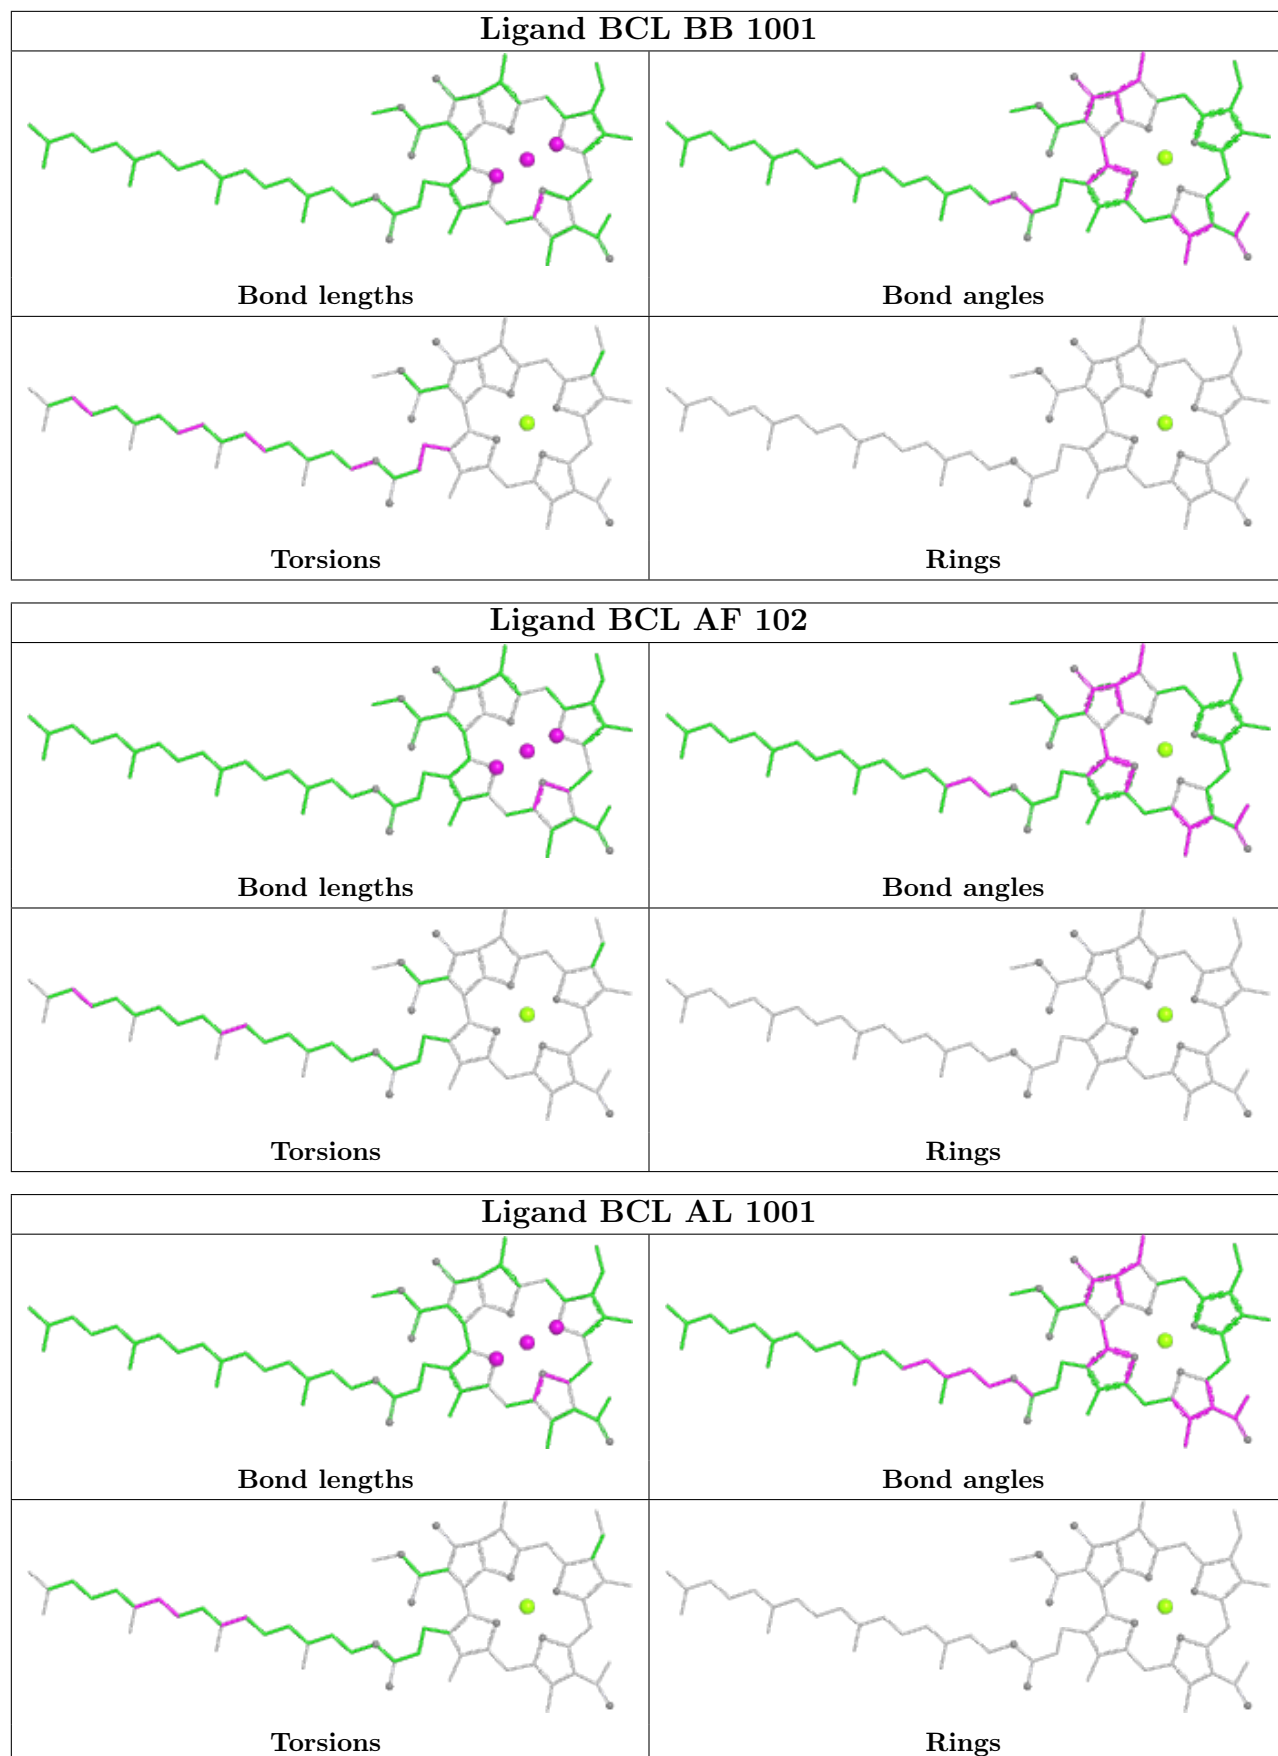 Ligand BCL BB 1001
Bond lengths
Bond angles
Torsions
Rings
Ligand BCL AF 102
Bond lengths
Bond angles
Torsions
Rings
Ligand BCL AL 1001
Bond lengths
Bond angles
Torsions
Rings